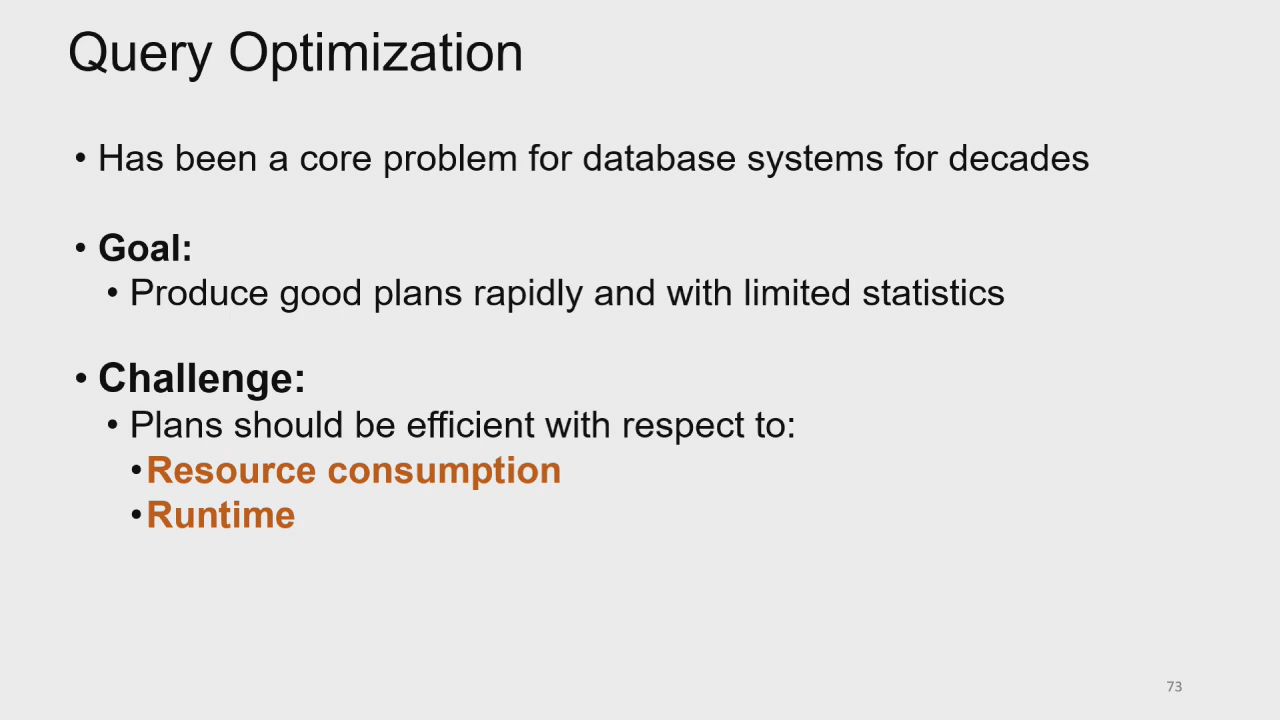 Query Optimization
• Has been a core problem for database systems for decades
• Goal:
• Produce good plans rapidly and with limited statistics
• Challenge:
• Plans should be efficient with respect to:
• Resource consumption
• Runtime
73